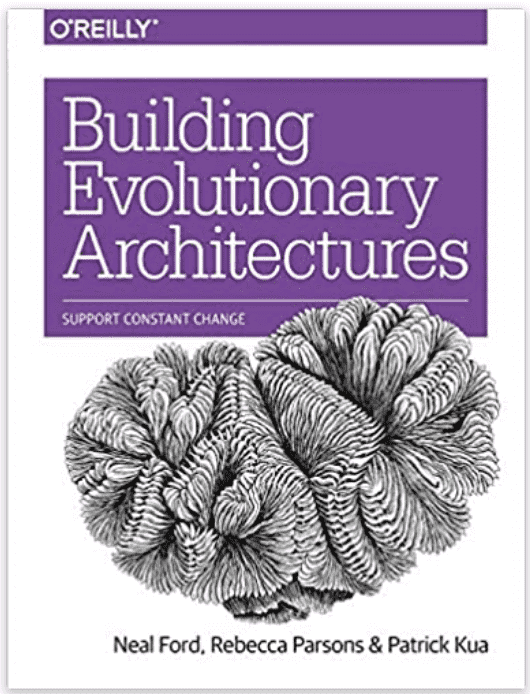 O'REILLY®
Building
Evolutionary
Architectures
SUPPORT CONSTANT CHANGE
Neal Ford, Rebecca Parsons & Patrick Kua